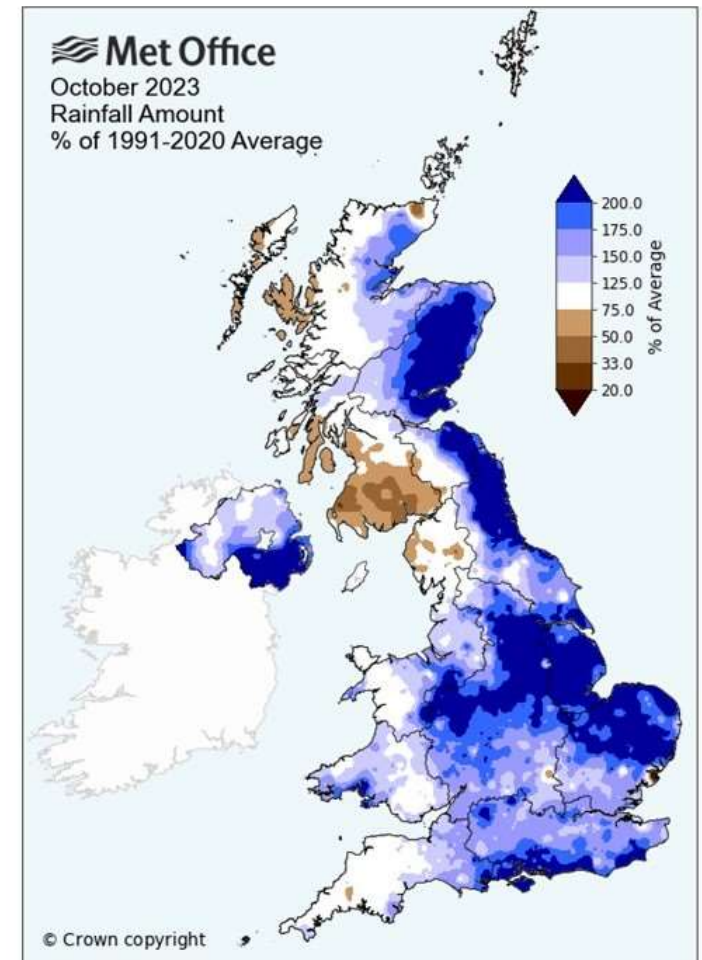 Met Office
October 2023
Rainfall Amount
% of 1991-2020 Average
200.0
175.0
150.0
125.0
75.0
50.0
33.0
20.0
% of Average
© Crown copyright